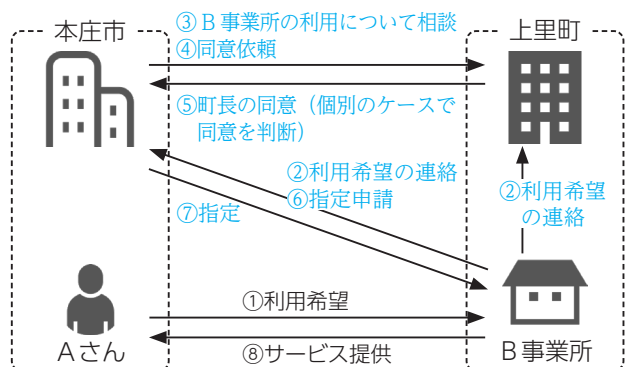 本庄市
上里町
③B事業所の利用について相談
④同意依頼
⑤町長の同意（個別のケースで
同意を判断）
②利用希望の連絡
⑥指定申請
⑦指定
②利用希望
の連絡
①利用希望
⑧サービス提供
Aさん
B事業所